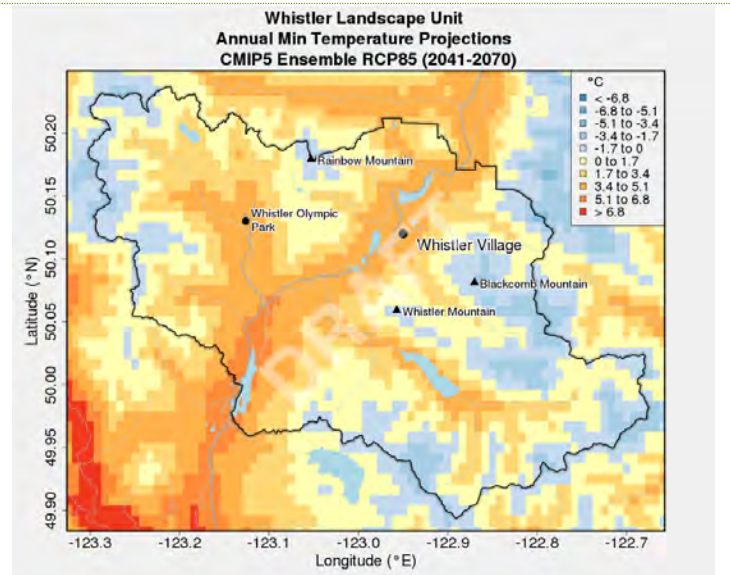 Whistler Landscape Unit
Annual Min Temperature Projections
CMIP5 Ensemble RCP85 (2041-2070)
°C
< -6.8
-6.8 to -5.1
-5.1 to -3.4
-3.4 to -1.7
-1.7 to 0
0 to 1.7
1.7 to 3.4
3.4 to 5.1
5.1 to 6.8
> 6.8
Rainbow Mountain
Whistler Olympic
Park
Whistler Village
Blackcomb Mountain
Whistler Mountain
DRAFT
Latitude (°N)
50.20
50.15
50.10
50.05
50.00
49.95
49.90
-123.3 -123.2 -123.1 -123.0 -122.9 -122.8 -122.7
Longitude (°E)